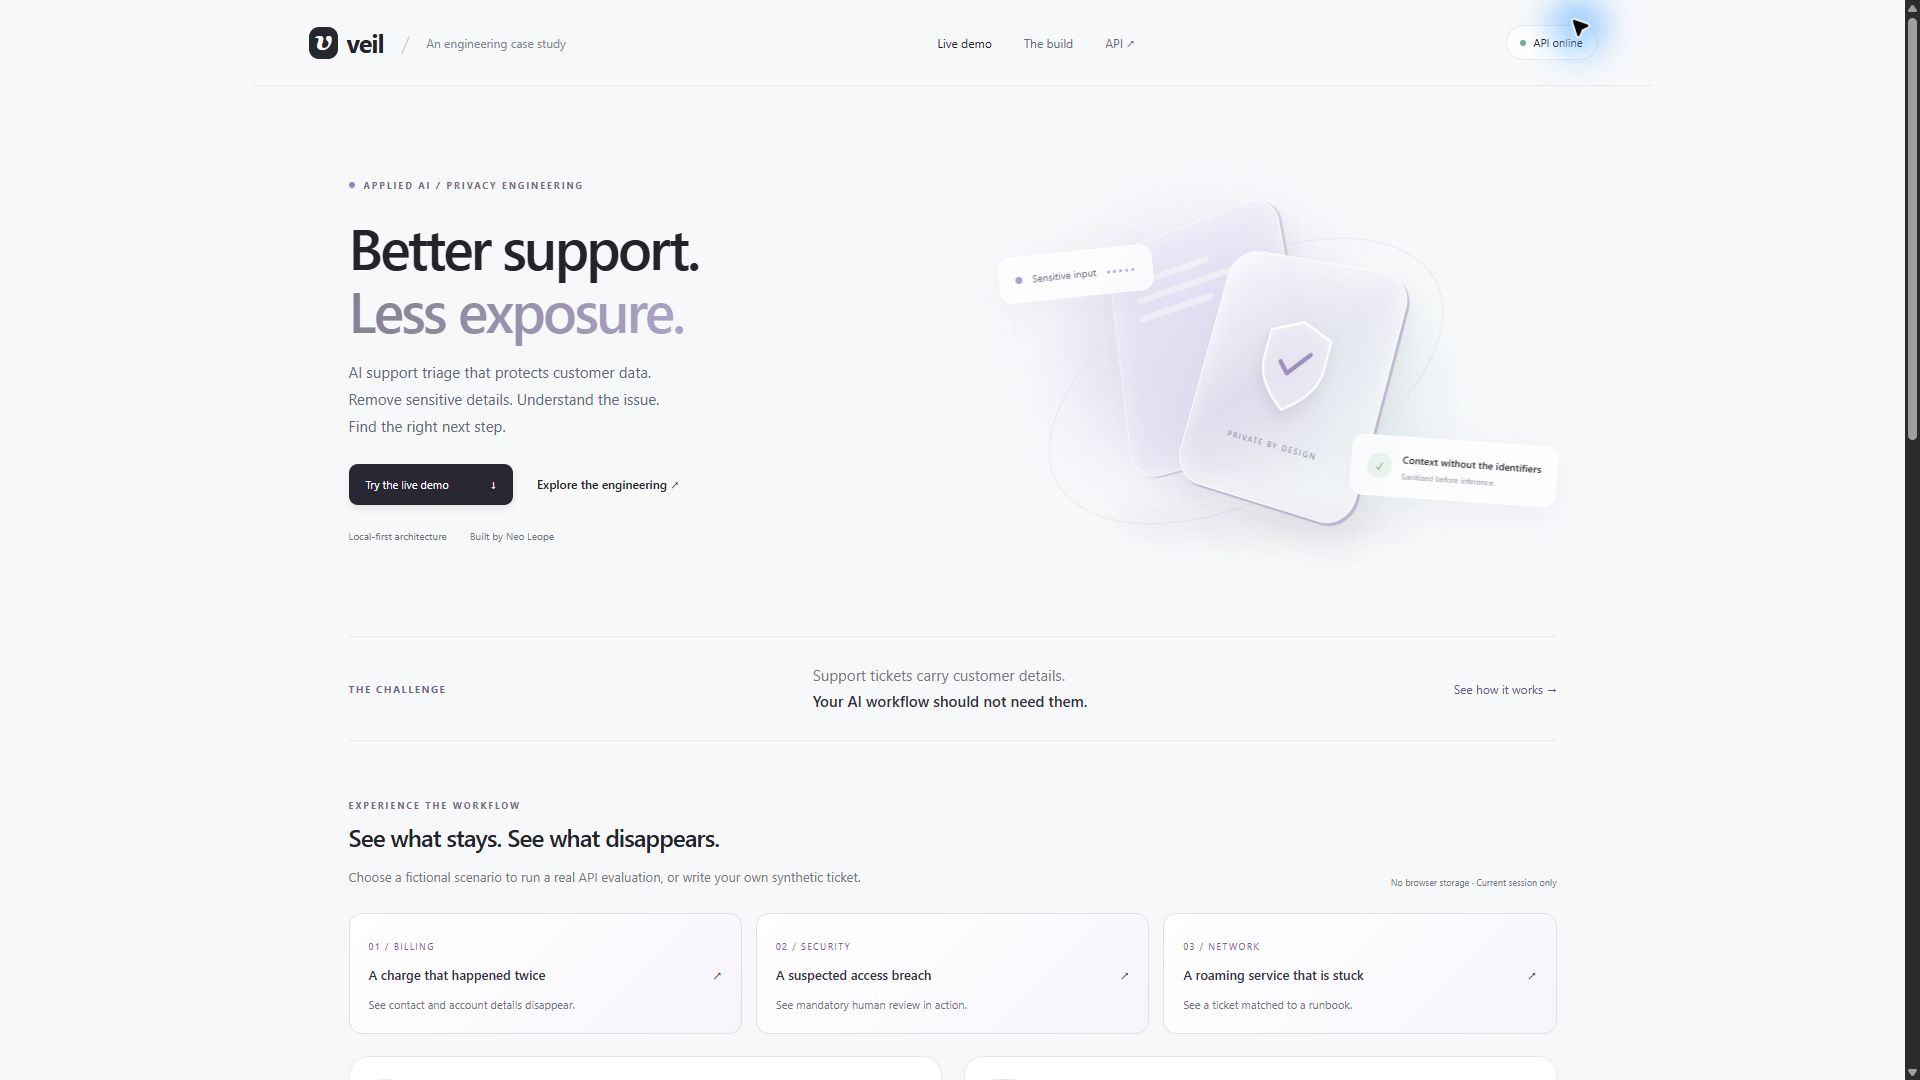 veil / An engineering case study
Live demo
The build
API ↗
API online
APPLIED AI / PRIVACY ENGINEERING
Better support.
Less exposure.
AI support triage that protects customer data.
Remove sensitive details. Understand the issue.
Find the right next step.
Try the live demo ↓
Explore the engineering ↗
Local-first architecture
Built by Neo Leope
Sensitive input •••••
PRIVATE BY DESIGN
✓ Context without the identifiers
Sanitized before inference.
THE CHALLENGE
Support tickets carry customer details.
Your AI workflow should not need them.
See how it works →
EXPERIENCE THE WORKFLOW
See what stays. See what disappears.
Choose a fictional scenario to run a real API evaluation, or write your own synthetic ticket.
No browser storage · Current session only
01 / BILLING
A charge that happened twice ↗
See contact and account details disappear.
02 / SECURITY
A suspected access breach ↗
See mandatory human review in action.
03 / NETWORK
A roaming service that is stuck ↗
See a ticket matched to a runbook.